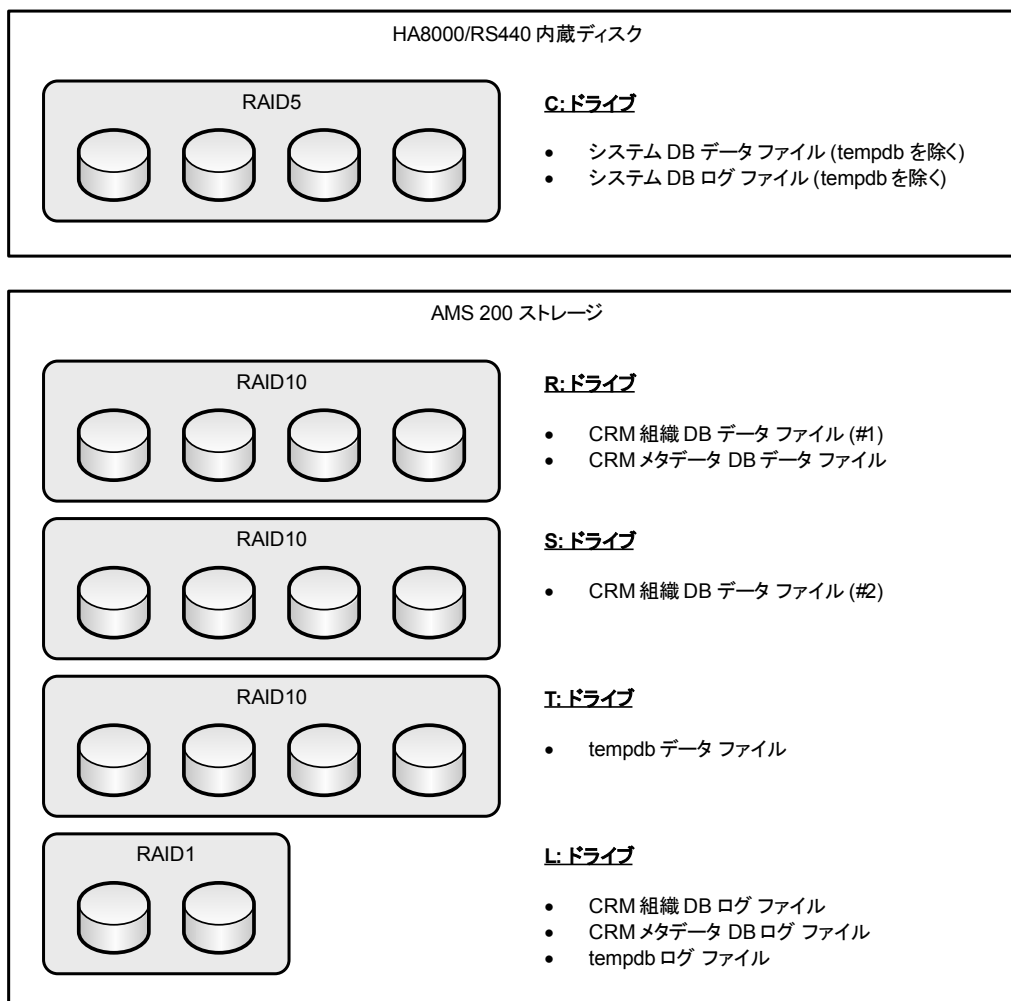 HA8000/RS440 内蔵ディスク
RAID5
C:ドライブ
• システム DB データ ファイル (tempdb を除く)
• システム DB ログ ファイル (tempdb を除く)
AMS 200 ストレージ
RAID10
R:ドライブ
• CRM 組織 DB データ ファイル (#1)
• CRM メタデータ DB データ ファイル
RAID10
S:ドライブ
• CRM 組織 DB データ ファイル (#2)
RAID10
T:ドライブ
• tempdb データ ファイル
RAID1
L:ドライブ
• CRM 組織 DB ログ ファイル
• CRM メタデータ DB ログ ファイル
• tempdb ログ ファイル